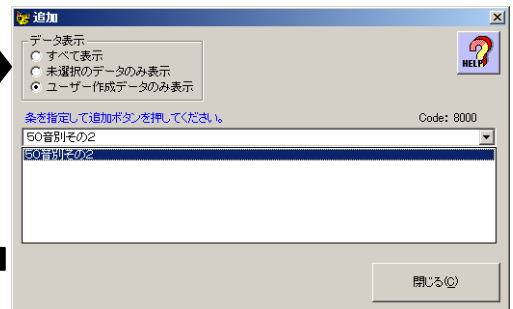 追加
データ表示
すべて表示
未選択のデータのみ表示
ユーザー作成データのみ表示
HELP
条を指定して追加ボタンを押してください。
Code: 8000
50音別その2
50音別その2
閉じる(C)